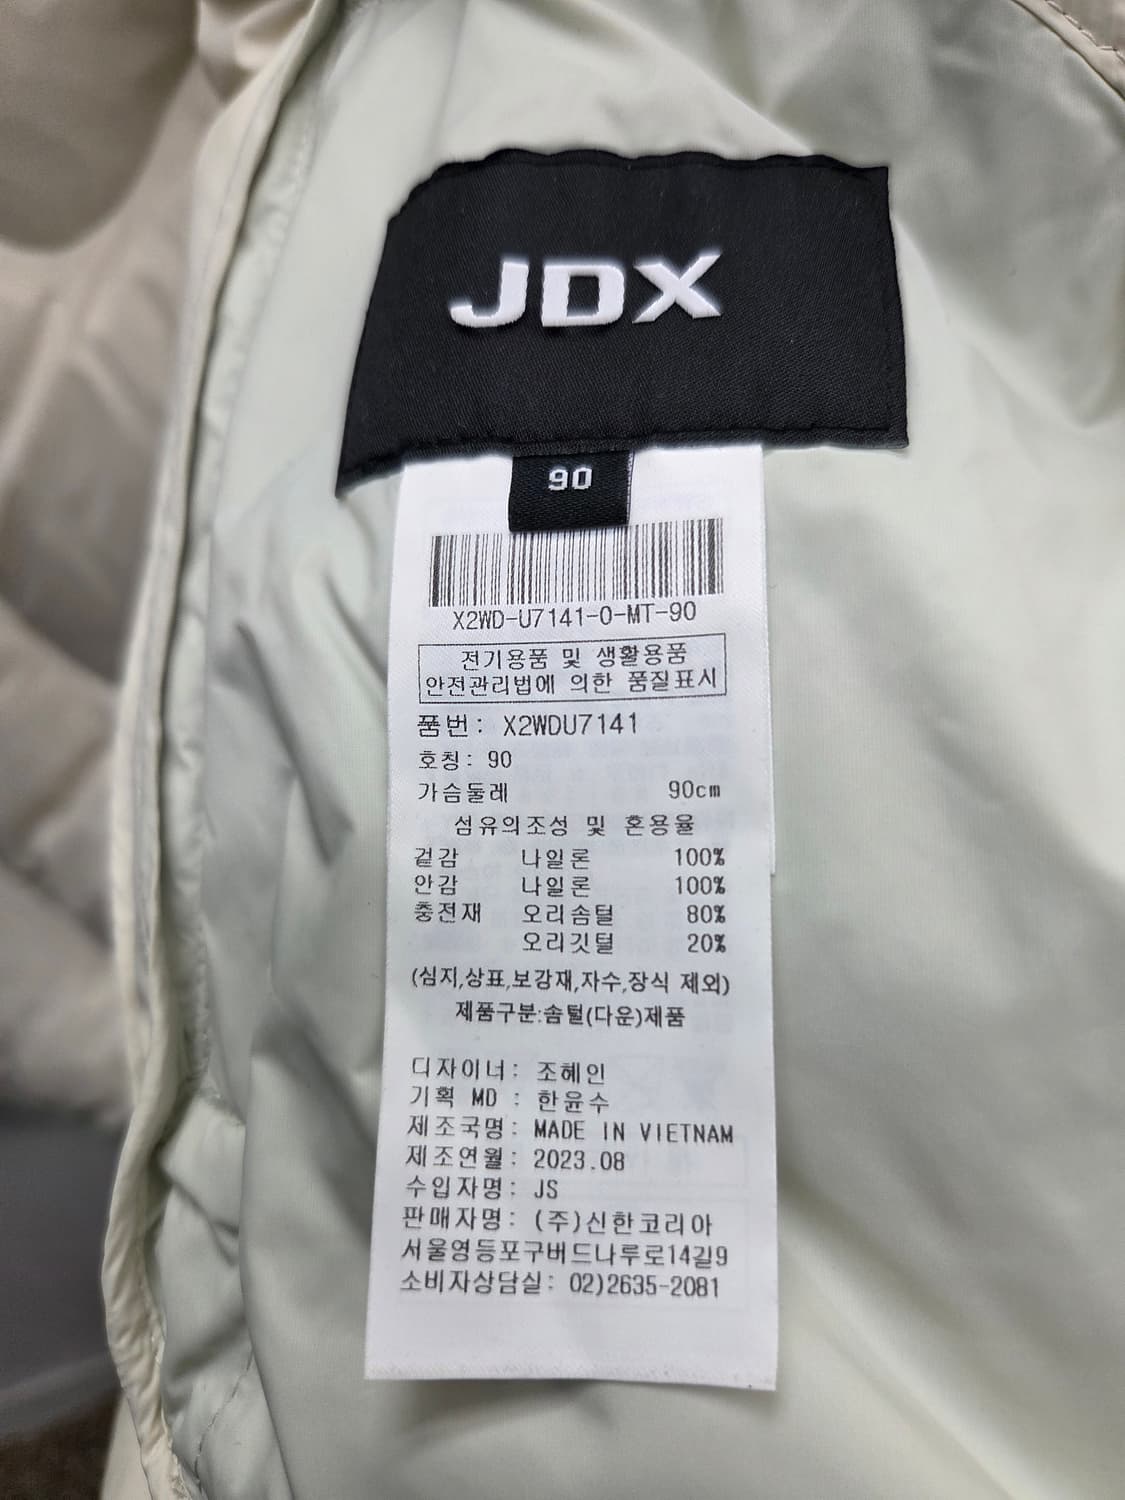 JDX
90
X2WD-U7141-0-MT-90
전기용품 및 생활용품
안전관리법에 의한 품질표시
품번: X2WDU7141
호칭: 90
가슴둘레 90cm
섬유의조성 및 혼용율
겉감 나일론 100%
안감 나일론 100%
충전재 오리솜털 80%
오리깃털 20%
(심지,상표,보강재,자수,장식 제외)
제품구분:솜털(다운)제품
디자이너: 조혜인
기획 MD : 한윤수
제조국명: MADE IN VIETNAM
제조연월: 2023.08
수입자명: JS
판매자명: (주)신한코리아
서울영등포구버드나루로14길9
소비자상담실: 02)2635-2081